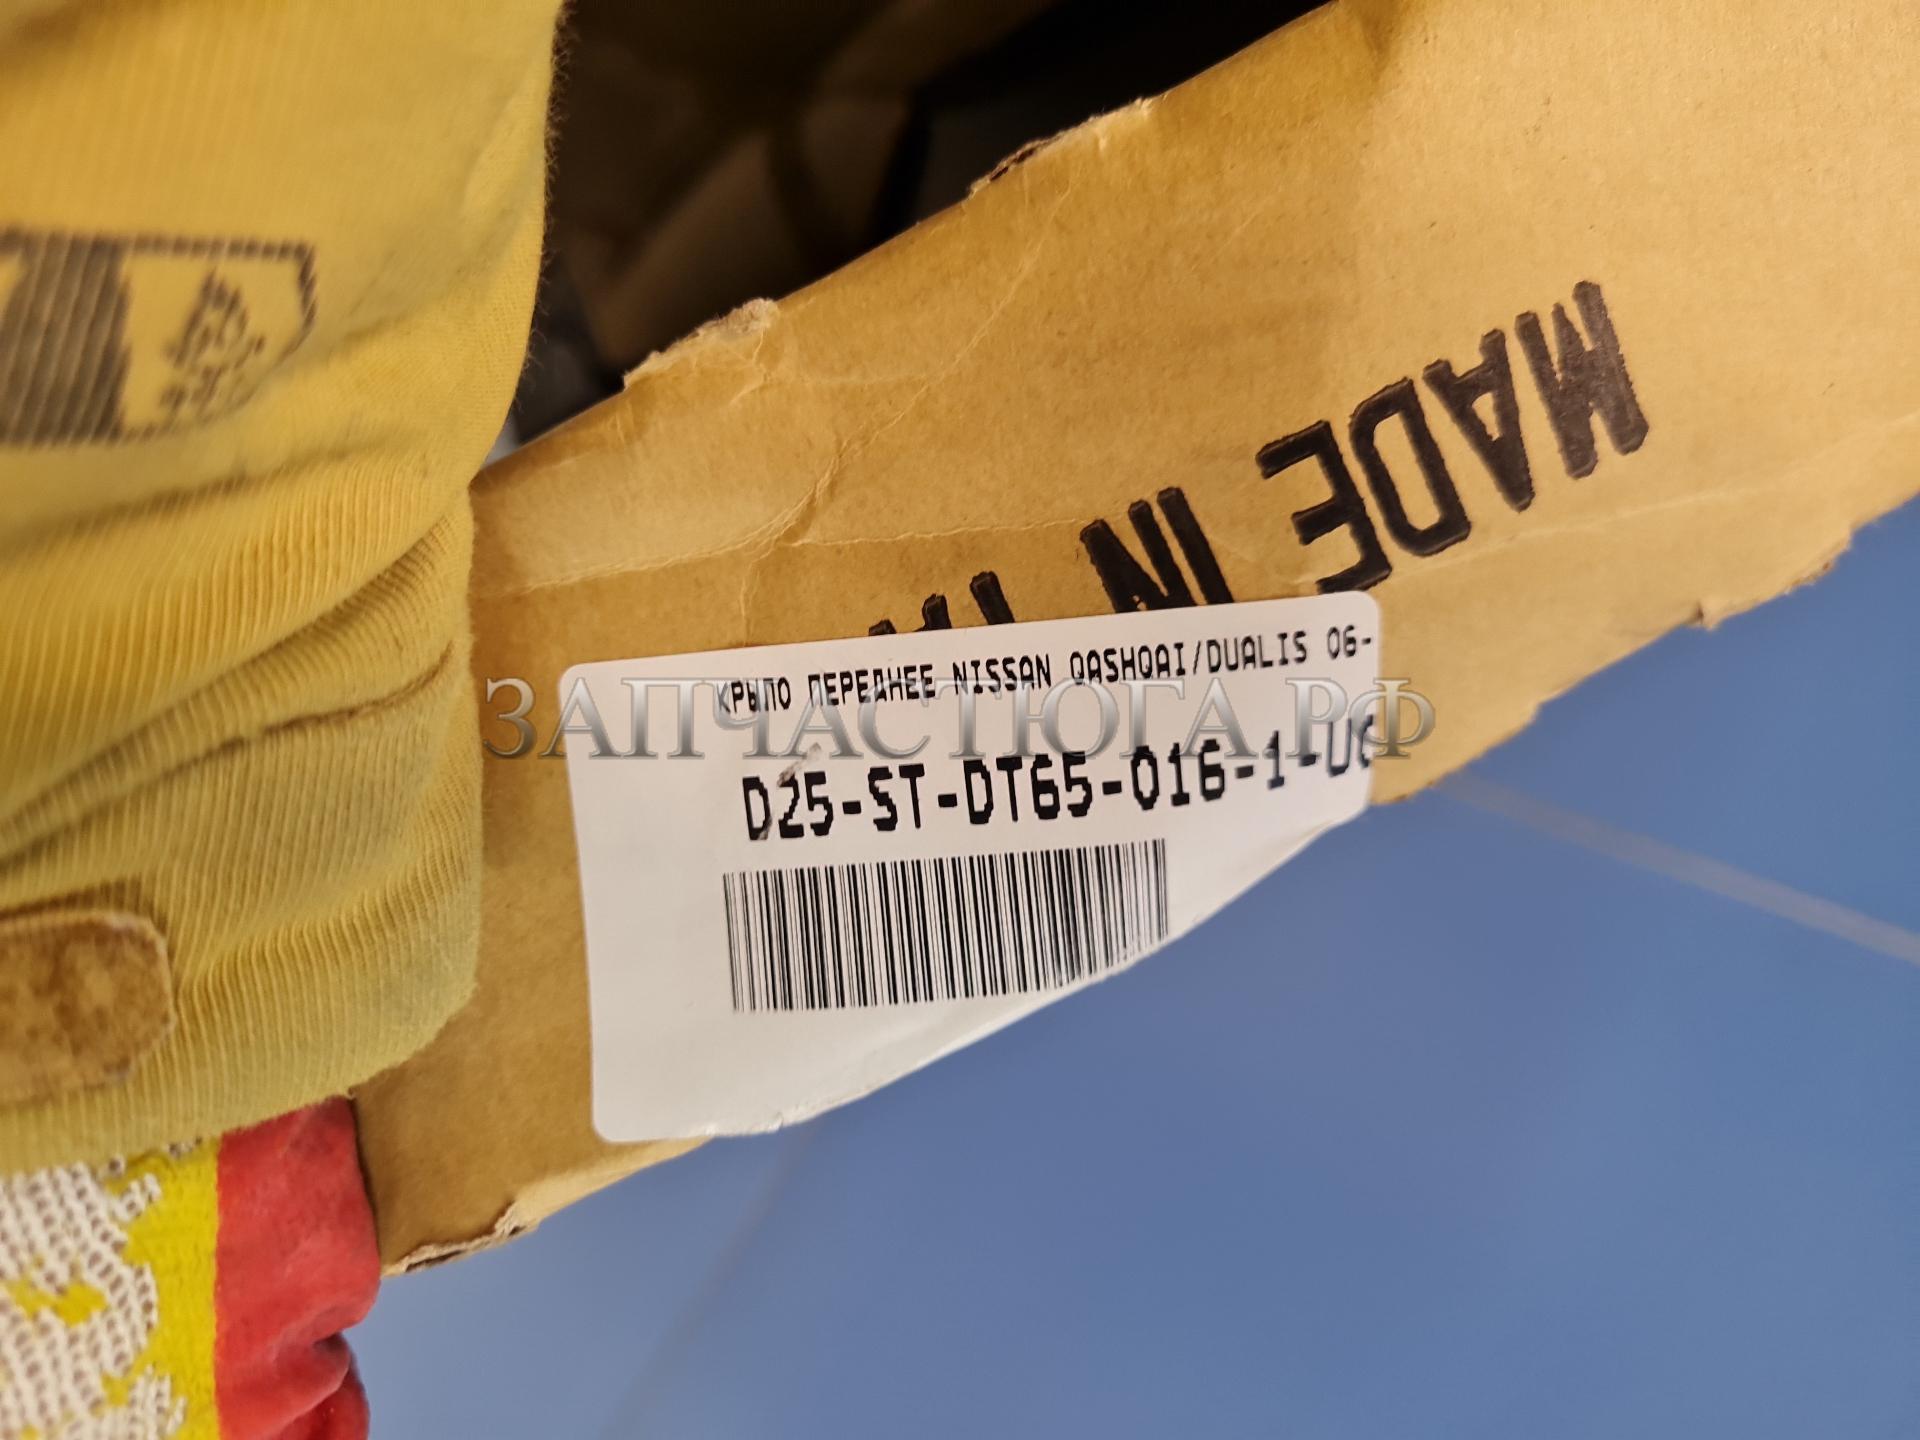 MADE IN
КРЫЛО ПЕРЕДНЕЕ NISSAN QASHQAI/DUALIS 06-
ЗАПЧАСТЮГА.РФ
D25-ST-DT65-016-1-